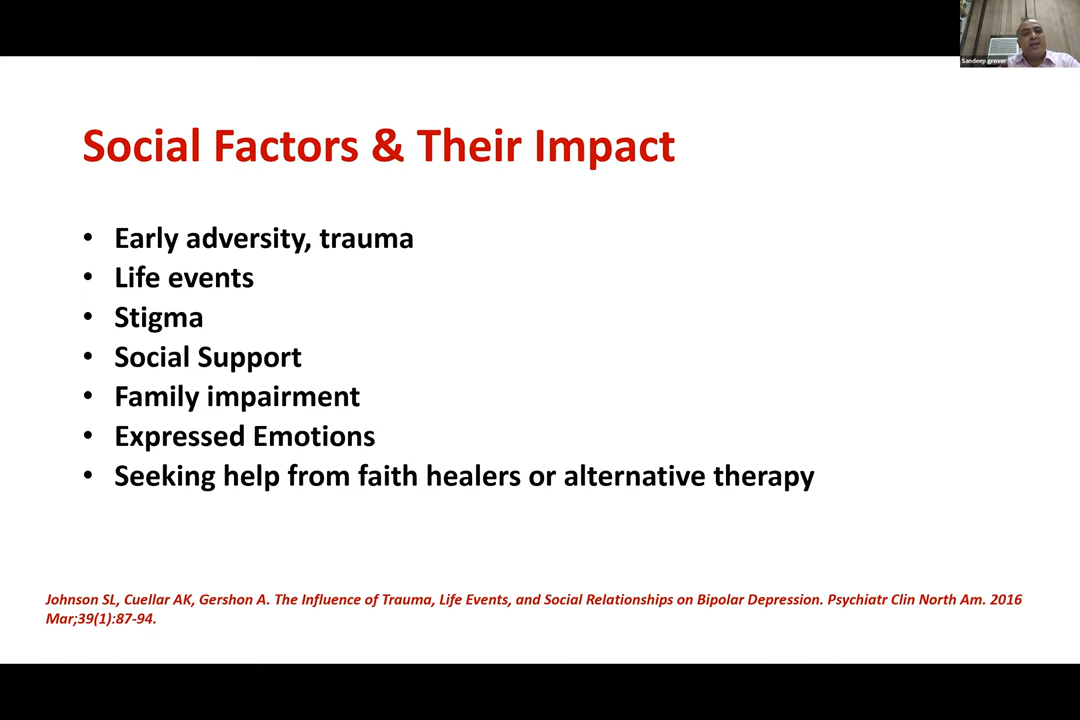 Sandeep grover
Social Factors & Their Impact
• Early adversity, trauma
• Life events
• Stigma
• Social Support
• Family impairment
• Expressed Emotions
• Seeking help from faith healers or alternative therapy
Johnson SL, Cuellar AK, Gershon A. The Influence of Trauma, Life Events, and Social Relationships on Bipolar Depression. Psychiatr Clin North Am. 2016
Mar;39(1):87-94.